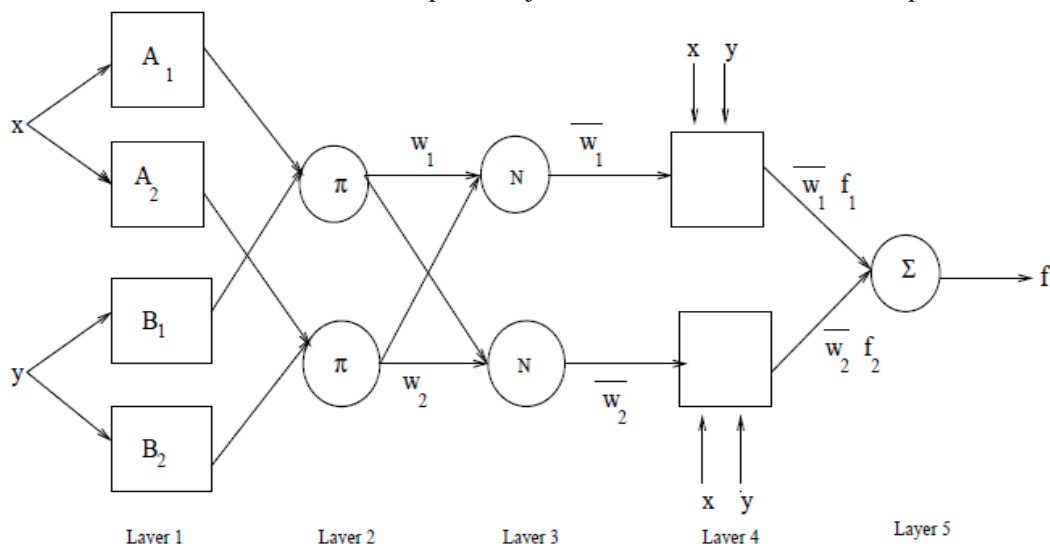 x y
A1
x
A2
π
w1
N
w̅1
w̅1 f1
Σ
f
B1
y
B2
π
w2
N
w̅2
w̅2 f2
x y
Layer 1 Layer 2 Layer 3 Layer 4 Layer 5